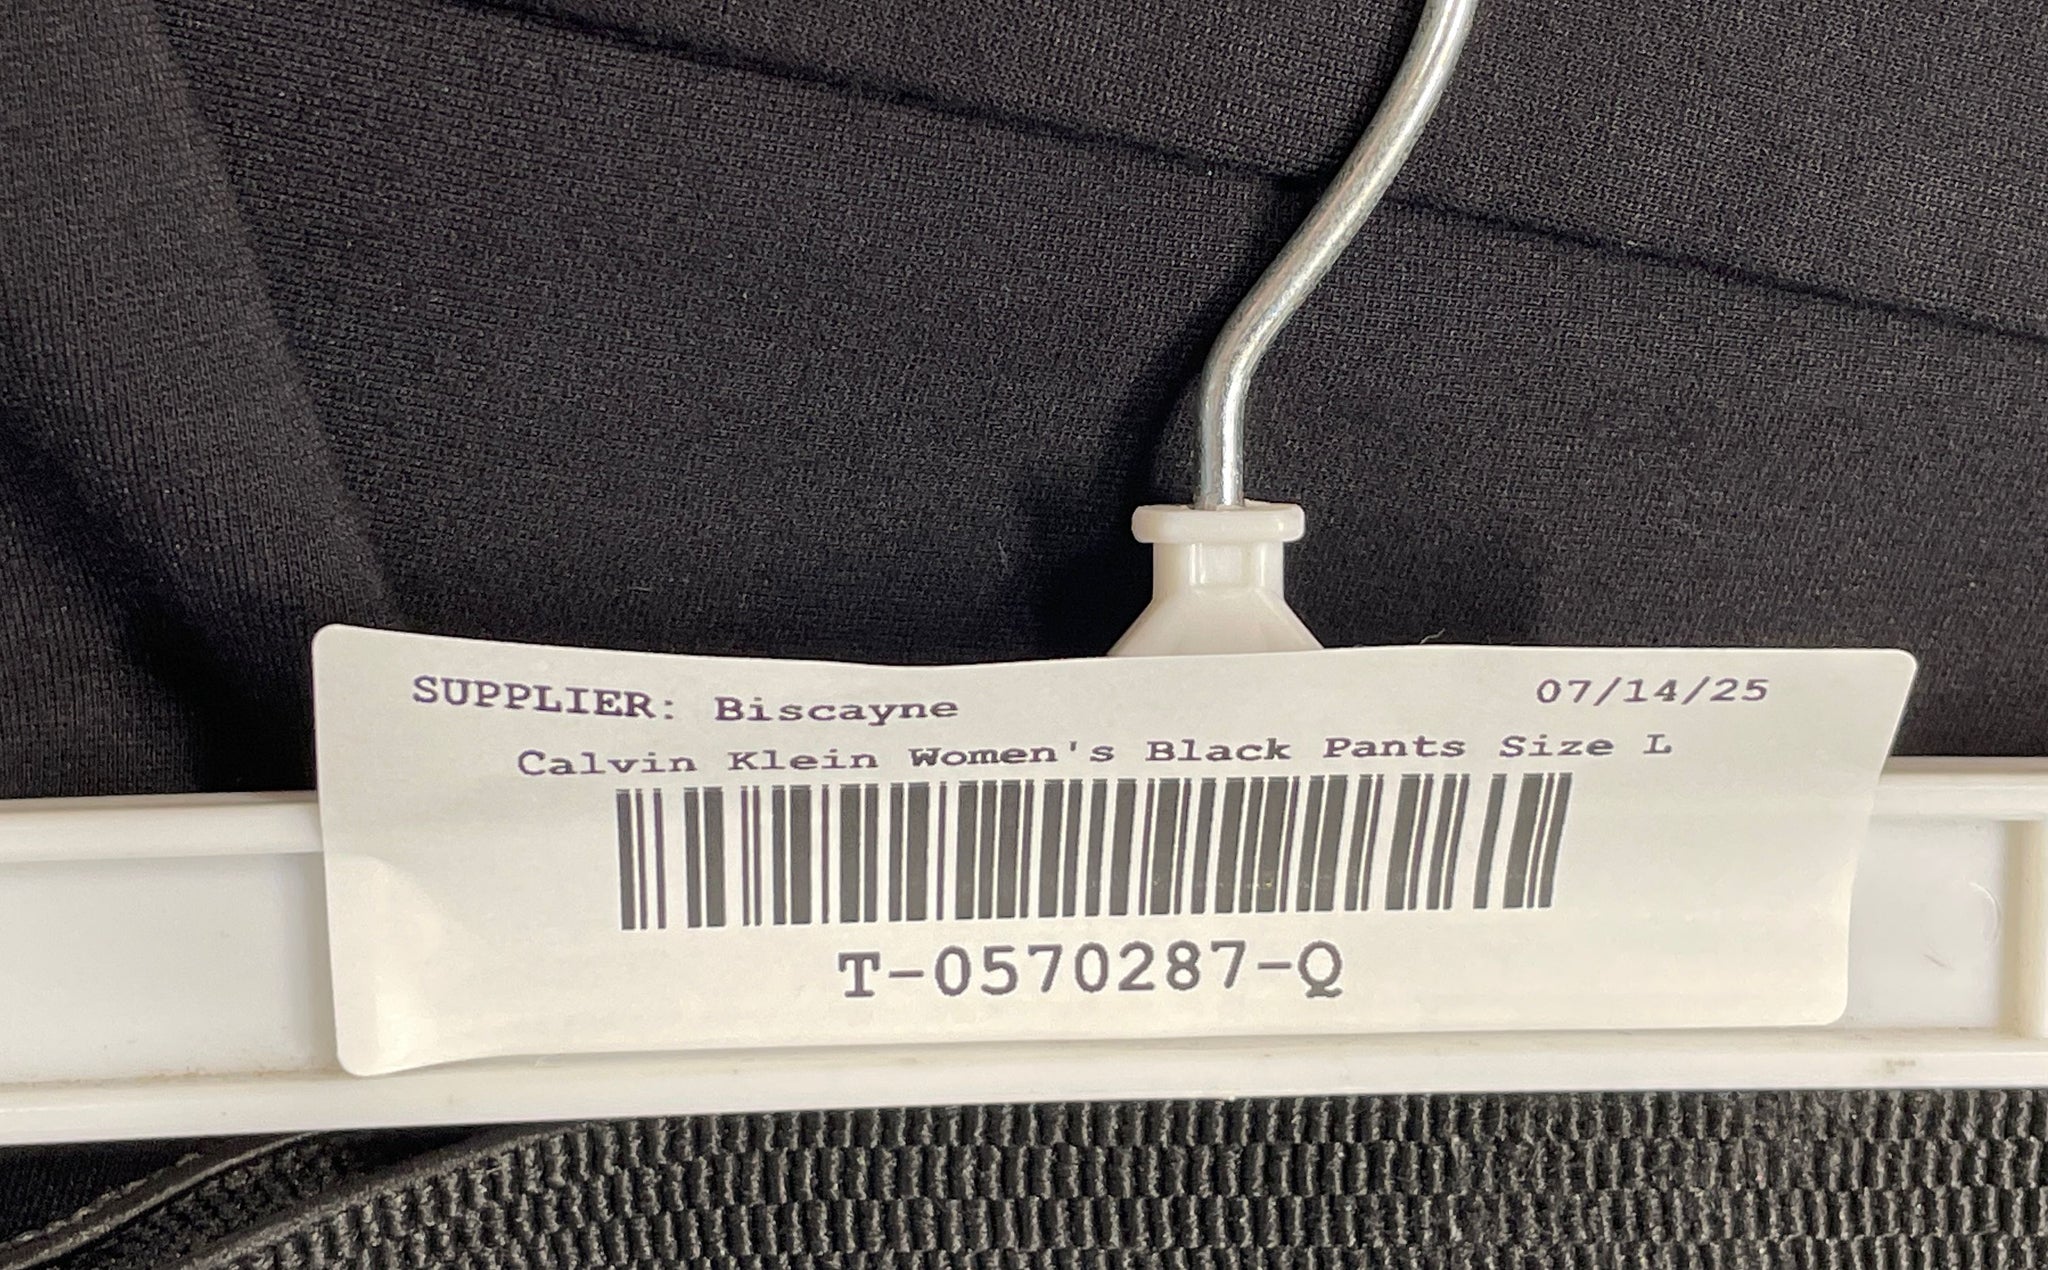 SUPPLIER: Biscayne 07/14/25
Calvin Klein Women's Black Pants Size L
T-0570287-Q